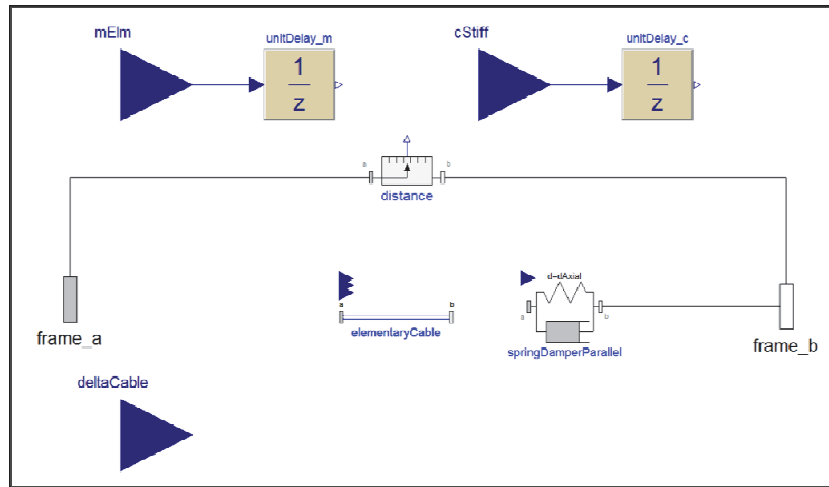 mElm
unitDelay_m
cStiff
unitDelay_c
1
z
1
z
a
b
distance
d=dAxial
a
b
a
b
elementaryCable
springDamperParallel
frame_a
frame_b
deltaCable